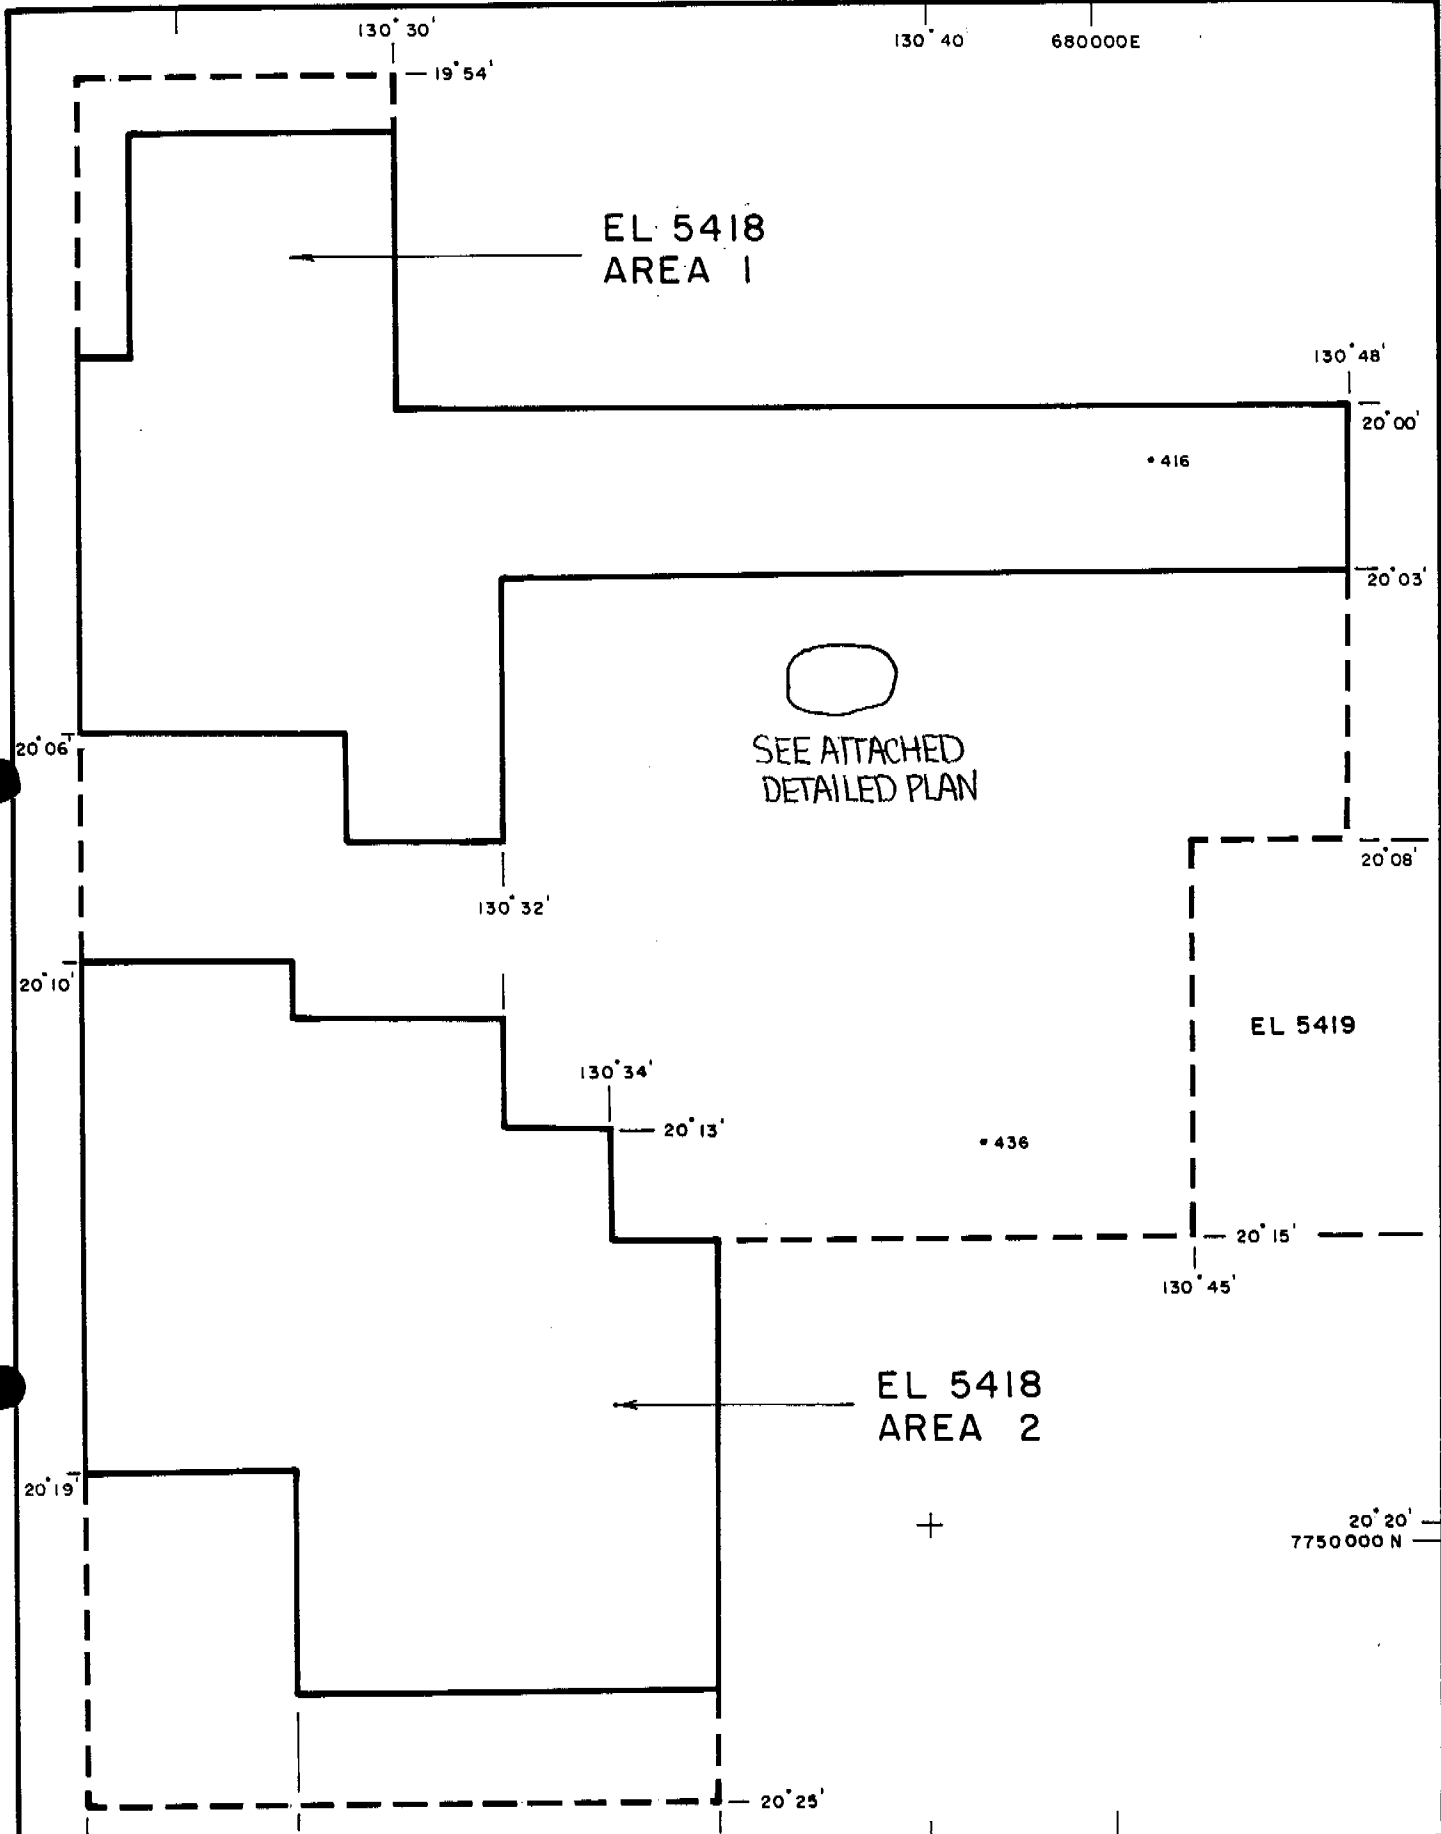 130° 30'
130° 40'
680000E
19° 54'
EL 5418
AREA 1
130° 48'
20° 00'
416
20° 03'
20° 06'
SEE ATTACHED
DETAILED PLAN
20° 08'
130° 32'
20° 10'
EL 5419
130° 34'
20° 13'
436
20° 15'
130° 45'
EL 5418
AREA 2
20° 19'
20° 20'
7750000 N
20° 25'